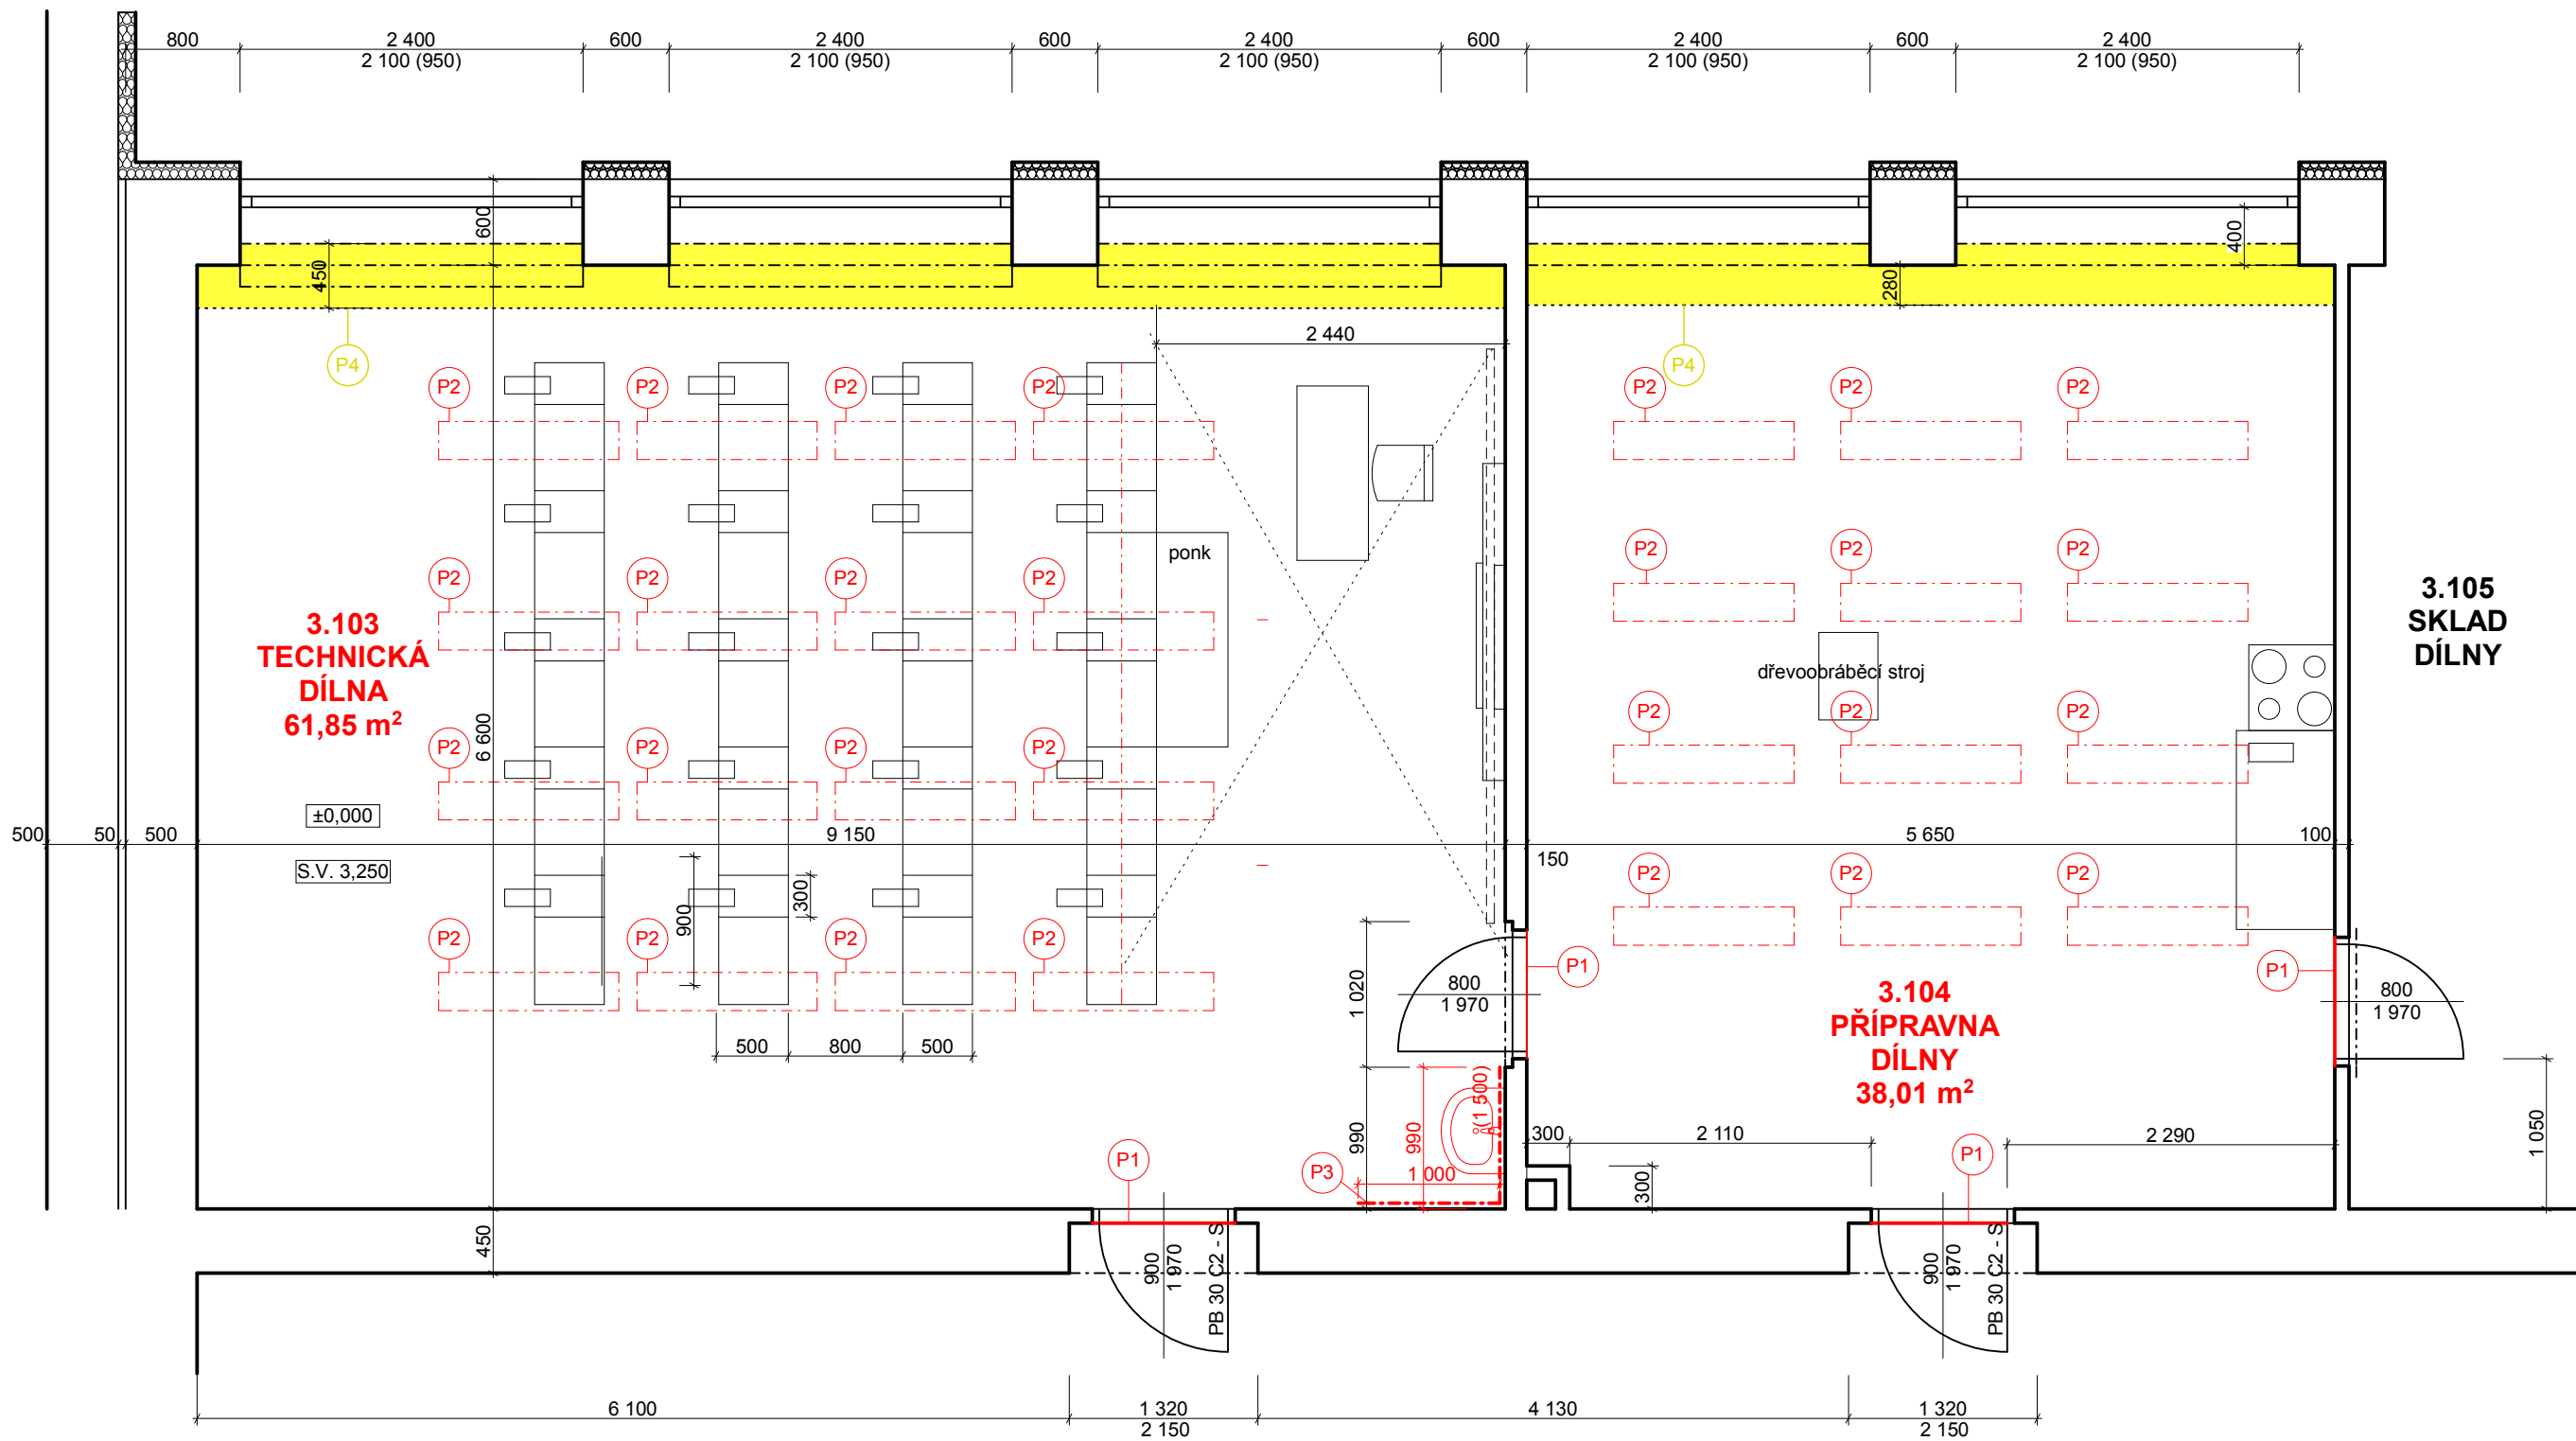 800
2 400
600
2 400
600
2 400
600
2 400
600
2 400
2 100 (950)
2 100 (950)
2 100 (950)
2 100 (950)
2 100 (950)
600
400
450
280
2 440
P4
P4
P2
P2
P2
P2
P2
P2
P2
ponk
P2
P2
P2
P2
P2
P2
P2
3.103
TECHNICKÁ
DÍLNA
61,85 m²
3.105
SKLAD
DÍLNY
dřevoobráběcí stroj
6 600
P2
P2
P2
P2
P2
P2
P2
±0,000
500
50
500
9 150
5 650
100
150
S.V. 3,250
P2
P2
P2
300
900
P2
P2
P2
P2
P1
P1
800
1 970
800
1 970
1 020
3.104
PŘÍPRAVNA
DÍLNY
38,01 m²
500
800
500
(1 500)
990
990
300
2 110
2 290
1 050
P1
P3
1 000
P1
300
450
900
1 970
PB 30 C2 - S
900
1 970
PB 30 C2 - S
6 100
1 320
4 130
1 320
2 150
2 150